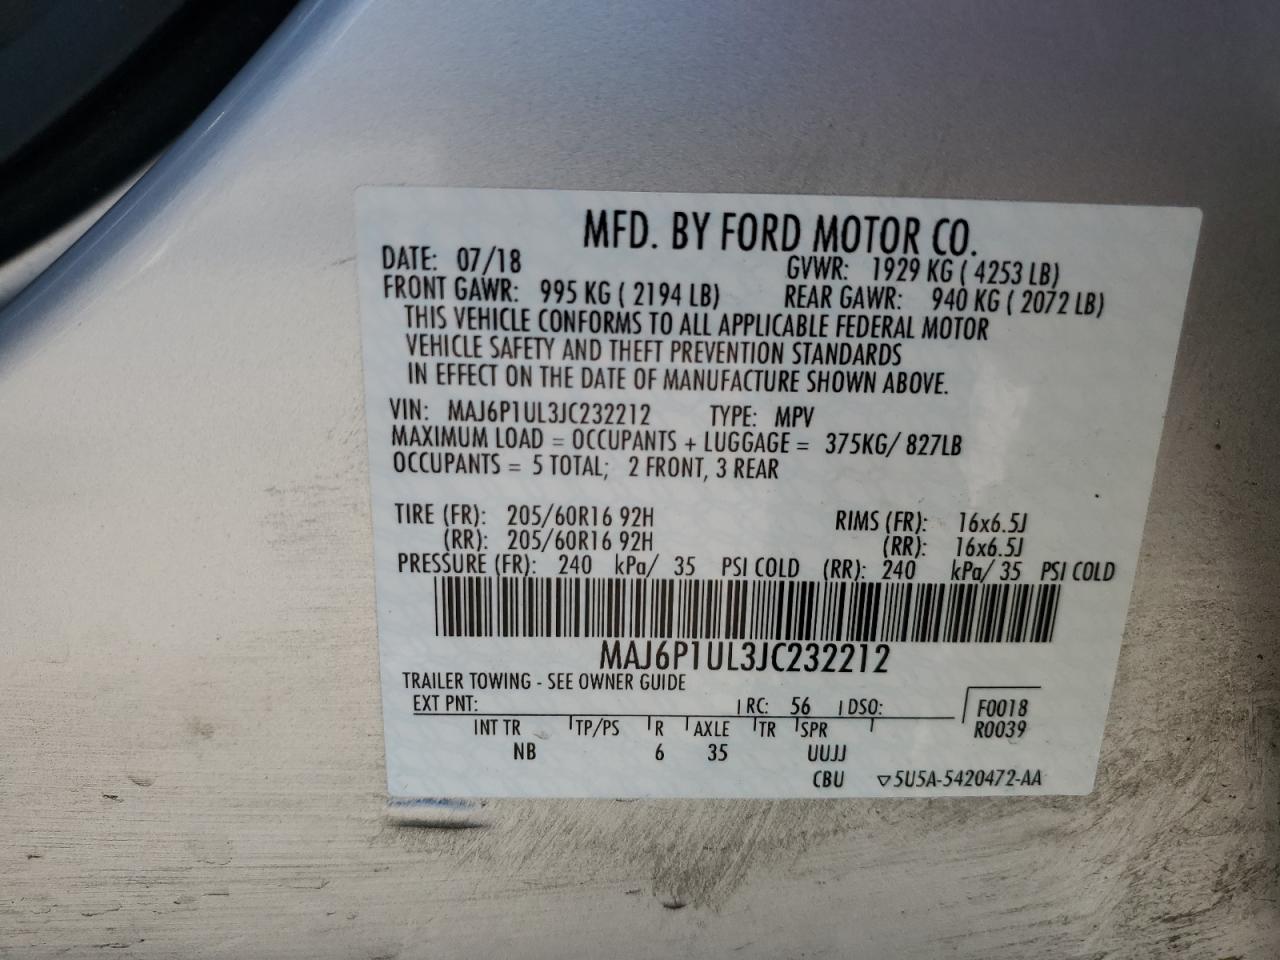 MFD. BY FORD MOTOR CO.
DATE: 07/18 GVWR: 1929 KG ( 4253 LB)
FRONT GAWR: 995 KG ( 2194 LB) REAR GAWR: 940 KG ( 2072 LB)
THIS VEHICLE CONFORMS TO ALL APPLICABLE FEDERAL MOTOR
VEHICLE SAFETY AND THEFT PREVENTION STANDARDS
IN EFFECT ON THE DATE OF MANUFACTURE SHOWN ABOVE.
VIN: MAJ6P1UL3JC232212 TYPE: MPV
MAXIMUM LOAD = OCCUPANTS + LUGGAGE = 375KG/ 827LB
OCCUPANTS = 5 TOTAL; 2 FRONT, 3 REAR
TIRE (FR): 205/60R16 92H RIMS (FR): 16x6.5J
(RR): 205/60R16 92H (RR): 16x6.5J
PRESSURE (FR): 240 kPa/ 35 PSI COLD (RR): 240 kPa/ 35 PSI COLD
MAJ6P1UL3JC232212
TRAILER TOWING - SEE OWNER GUIDE
EXT PNT: RC: 56 DSO: F0018
INT TR TP/PS R AXLE TR SPR R0039
NB 6 35 UUJJ
CBU ▽5U5A-5420472-AA